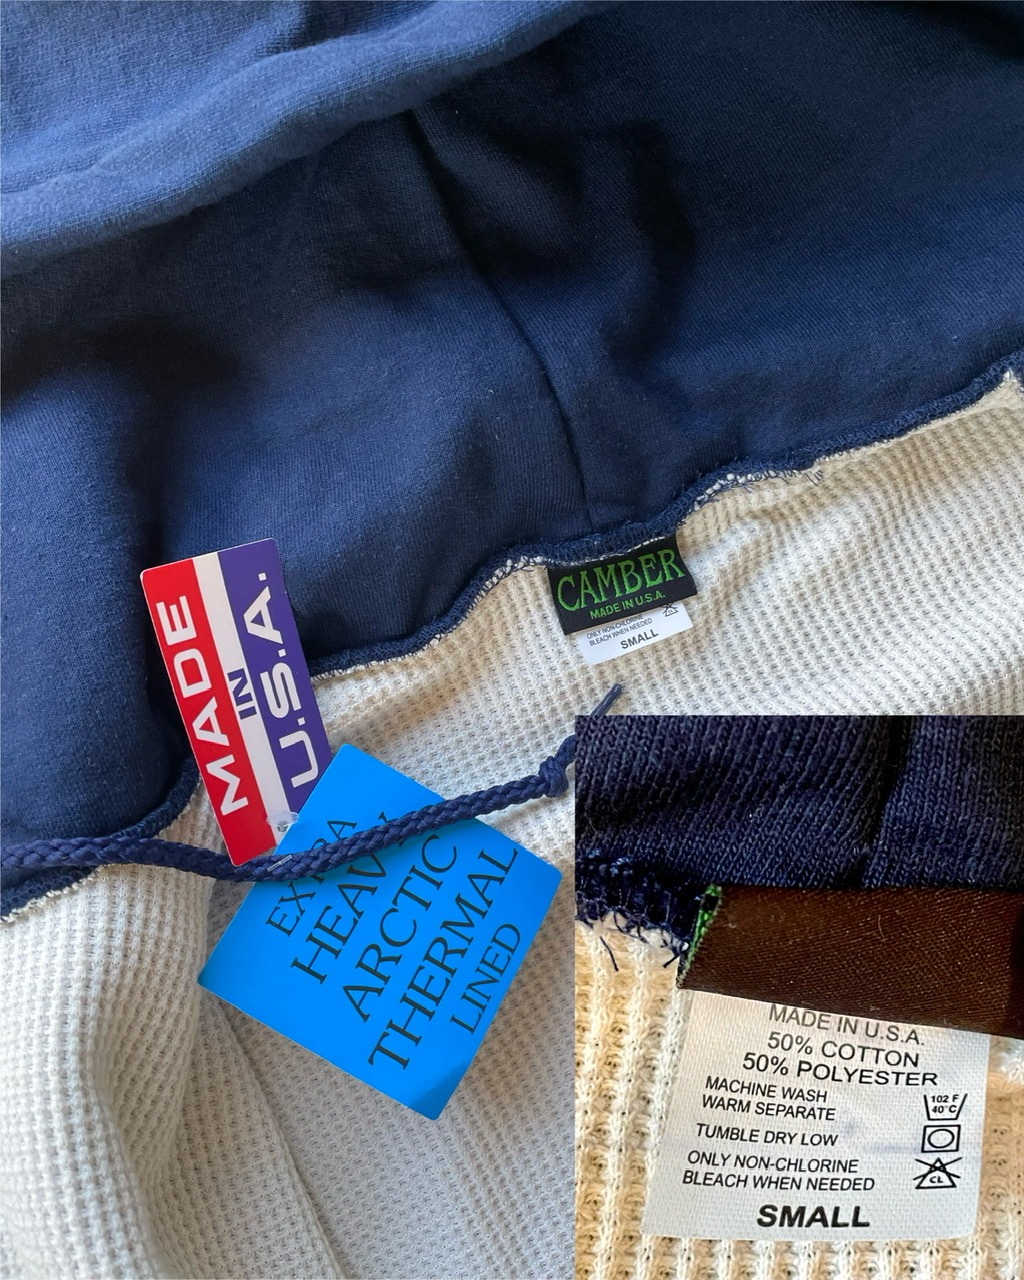 CAMBER
MADE IN U.S.A.
ONLY NON-CHLORINE
BLEACH WHEN NEEDED
SMALL
MADE
IN
U.S.A.
EXTRA
HEAVY
ARCTIC
THERMAL
LINED
MADE IN U.S.A.
50% COTTON
50% POLYESTER
MACHINE WASH
WARM SEPARATE
102 F
40°C
TUMBLE DRY LOW
ONLY NON-CHLORINE
BLEACH WHEN NEEDED
CL
SMALL